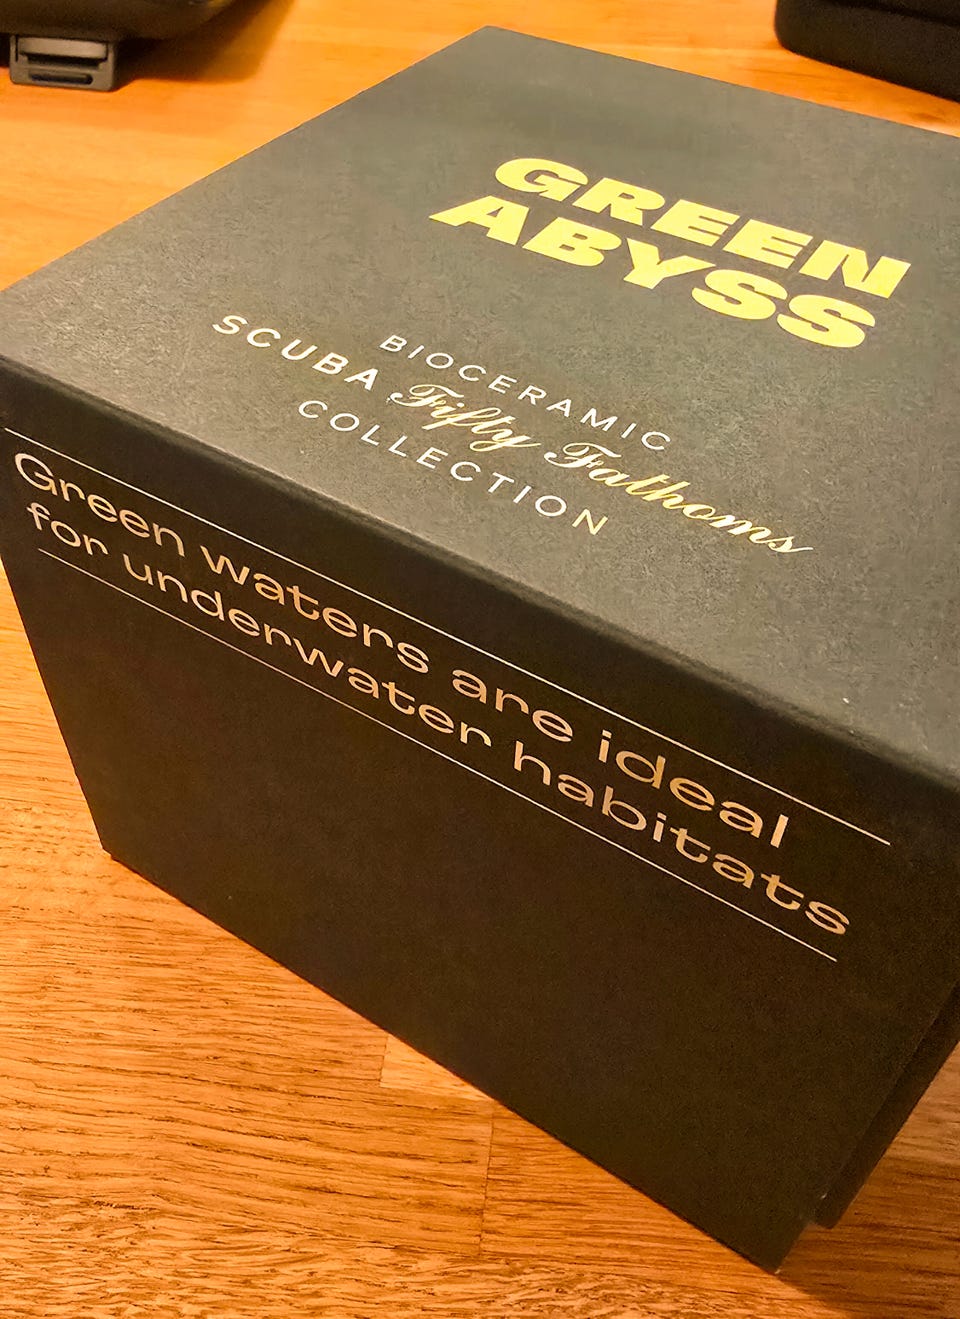 GREEN
ABYSS
BIOCERAMIC
SCUBA Fifty Fathoms
COLLECTION
Green waters are ideal
for underwater habitats